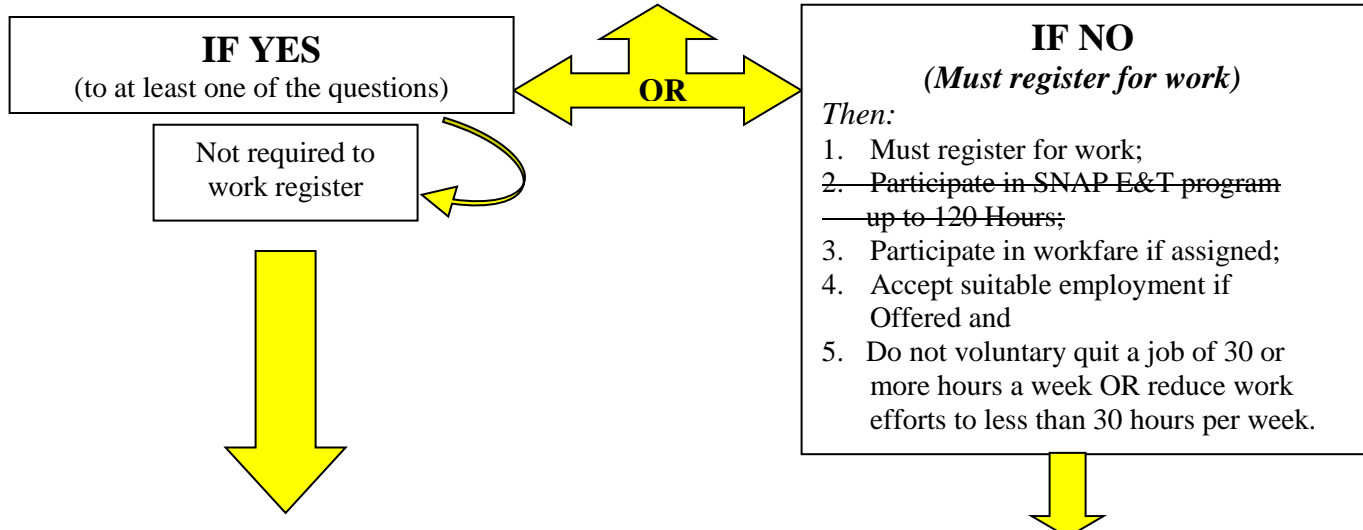 IF YES
(to at least one of the questions)
Not required to
work register
OR
IF NO
(Must register for work)
Then:
1. Must register for work;
2. Participate in SNAP E&T program
up to 120 Hours;
3. Participate in workfare if assigned;
4. Accept suitable employment if
Offered and
5. Do not voluntary quit a job of 30 or
more hours a week OR reduce work
efforts to less than 30 hours per week.